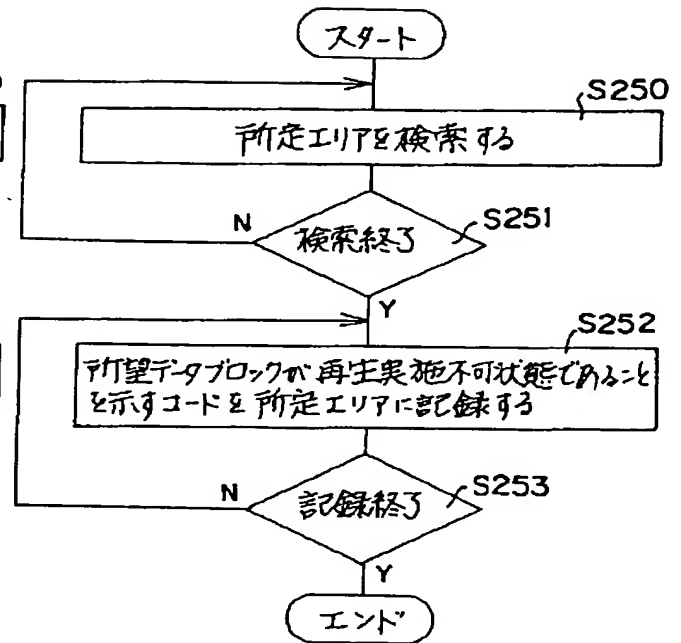 スタート
S250
所定エリアを検索する
N
S251
検索終了
Y
S252
所望データブロックが再生実施不可状態であること
を示すコードを所定エリアに記録する
N
S253
記録終了
Y
エンド